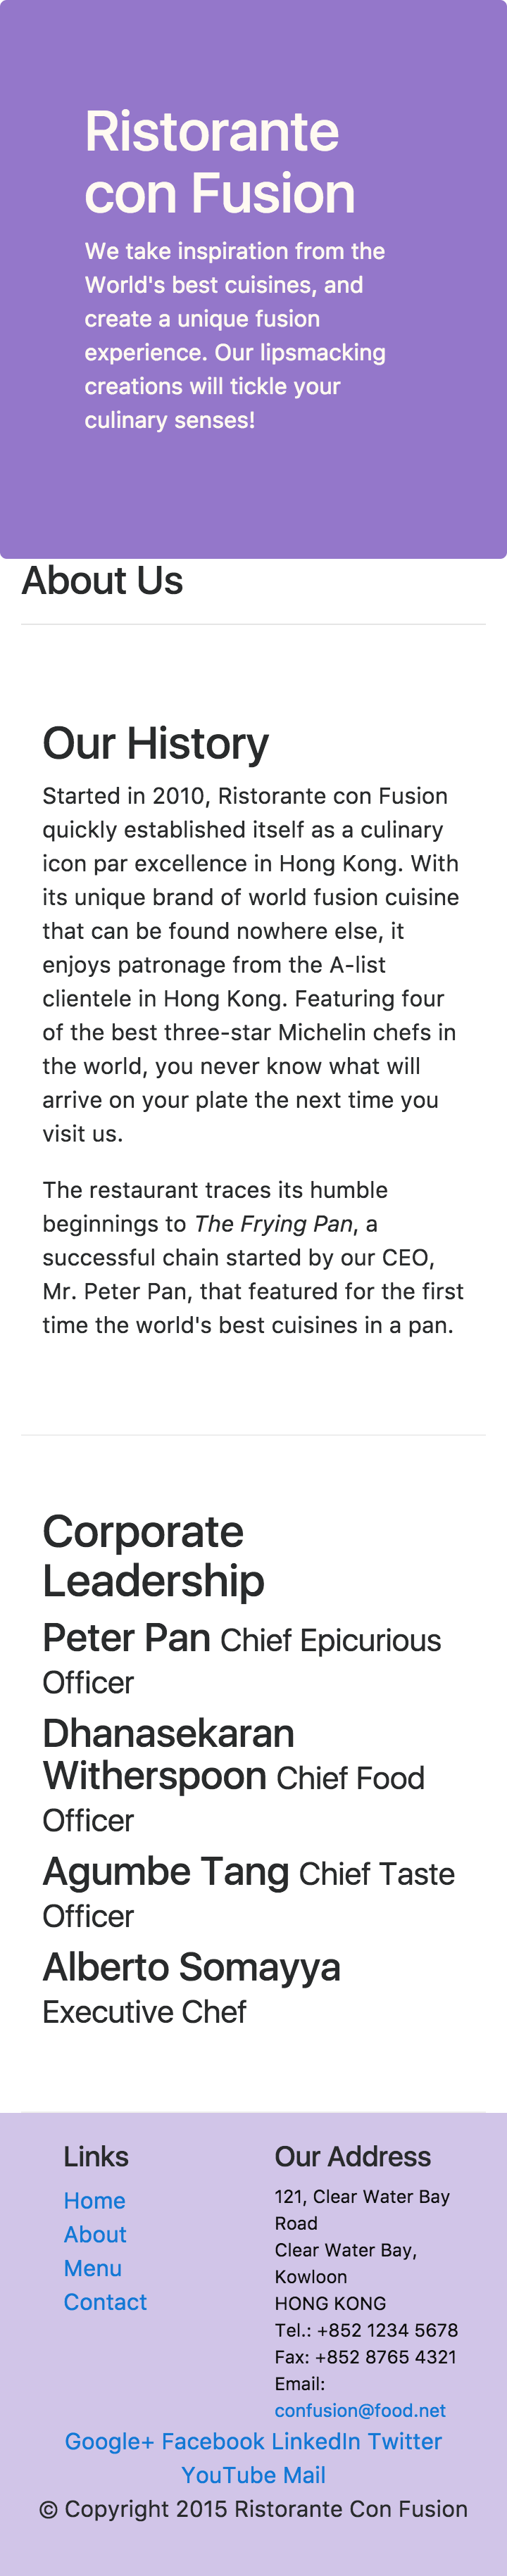 Ristorante
con Fusion
We take inspiration from the
World's best cuisines, and
create a unique fusion
experience. Our lipsmacking
creations will tickle your
culinary senses!
About Us
Our History
Started in 2010, Ristorante con Fusion
quickly established itself as a culinary
icon par excellence in Hong Kong. With
its unique brand of world fusion cuisine
that can be found nowhere else, it
enjoys patronage from the A-list
clientele in Hong Kong. Featuring four
of the best three-star Michelin chefs in
the world, you never know what will
arrive on your plate the next time you
visit us.
The restaurant traces its humble
beginnings to The Frying Pan, a
successful chain started by our CEO,
Mr. Peter Pan, that featured for the first
time the world's best cuisines in a pan.
Corporate
Leadership
Peter Pan Chief Epicurious
Officer
Dhanasekaran
Witherspoon Chief Food
Officer
Agumbe Tang Chief Taste
Officer
Alberto Somayya
Executive Chef
Links
Home
About
Menu
Contact
Our Address
121, Clear Water Bay
Road
Clear Water Bay,
Kowloon
HONG KONG
Tel.: +852 1234 5678
Fax: +852 8765 4321
Email:
confusion@food.net
Google+ Facebook LinkedIn Twitter
YouTube Mail
© Copyright 2015 Ristorante Con Fusion